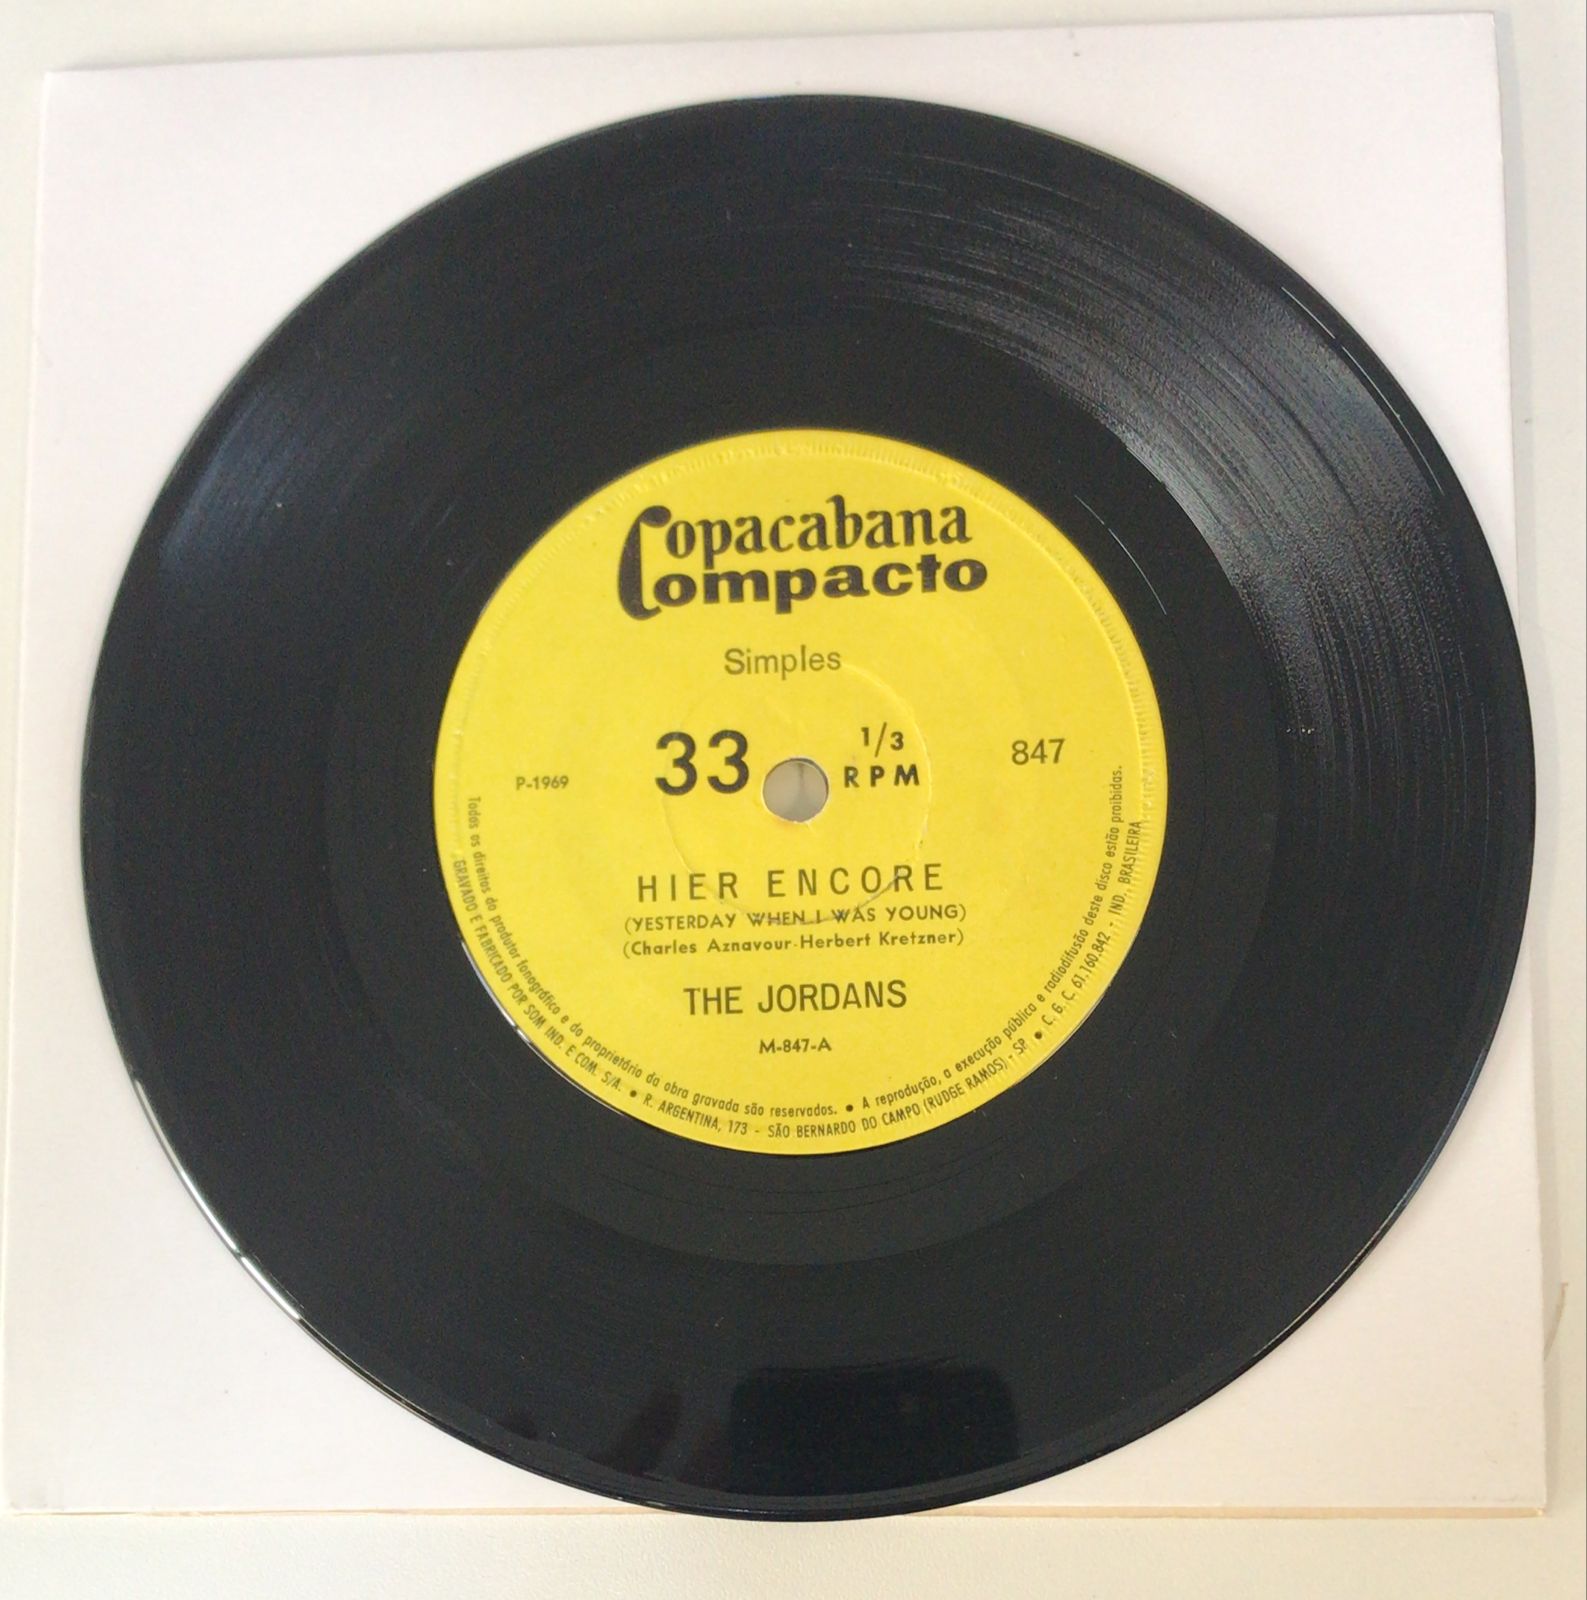 Copacabana
Compacto
Simples
33 1/3 RPM
847
P-1969
HIER ENCORE
(YESTERDAY WHEN I WAS YOUNG)
(Charles Aznavour-Herbert Kretzner)
THE JORDANS
M-847-A
Todos os direitos do produtor fonográfico e do proprietário da obra gravada são reservados. • A reprodução, a execução pública e radiodifusão deste disco estão proibidas.
GRAVADO E FABRICADO POR SOM IND. E COM. S/A. • R. ARGENTINA, 173 - SÃO BERNARDO DO CAMPO (RUDGE RAMOS) - SP. • C. G. C. 61.160.842 - IND. BRASILEIRA